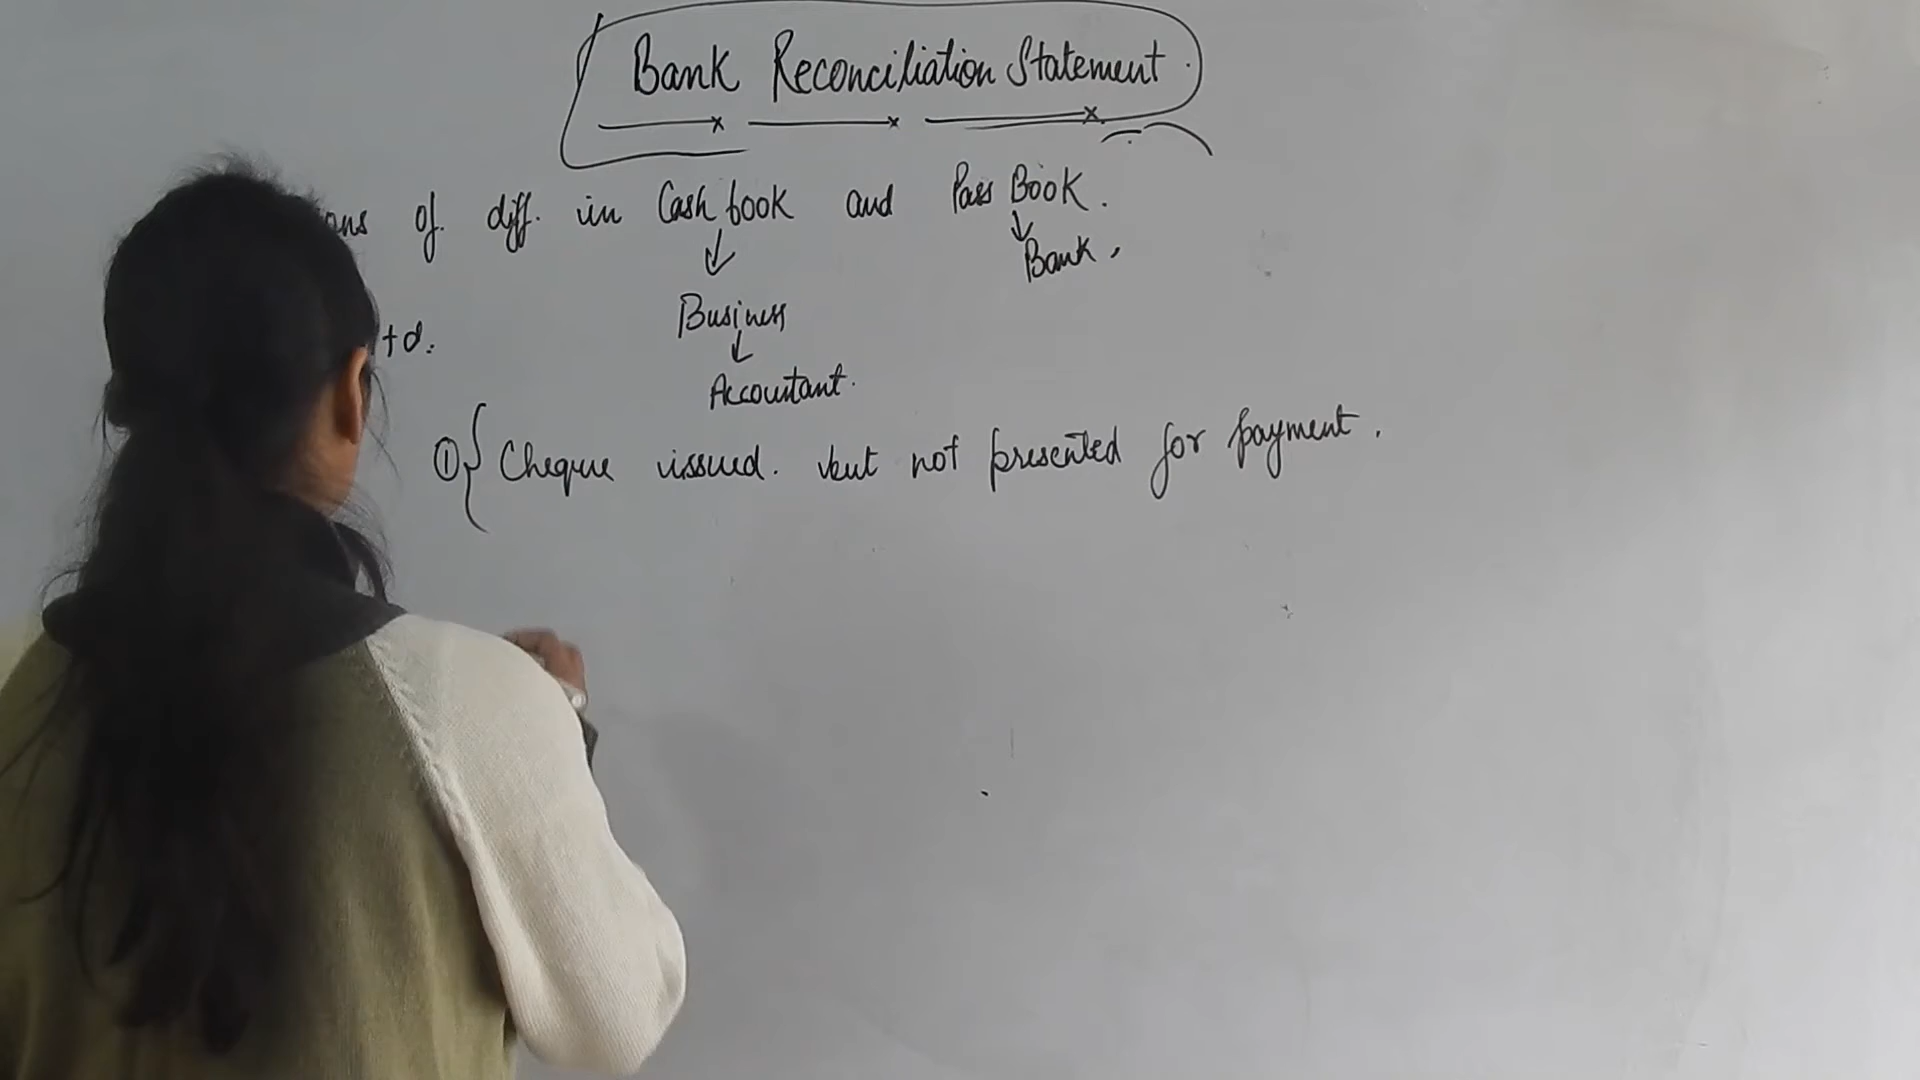 Bank Reconciliation Statement.
of diff. in Cash book and Pass Book.
Bank.
Business
td.
Accountant.
① Cheque issued. but not presented for payment.